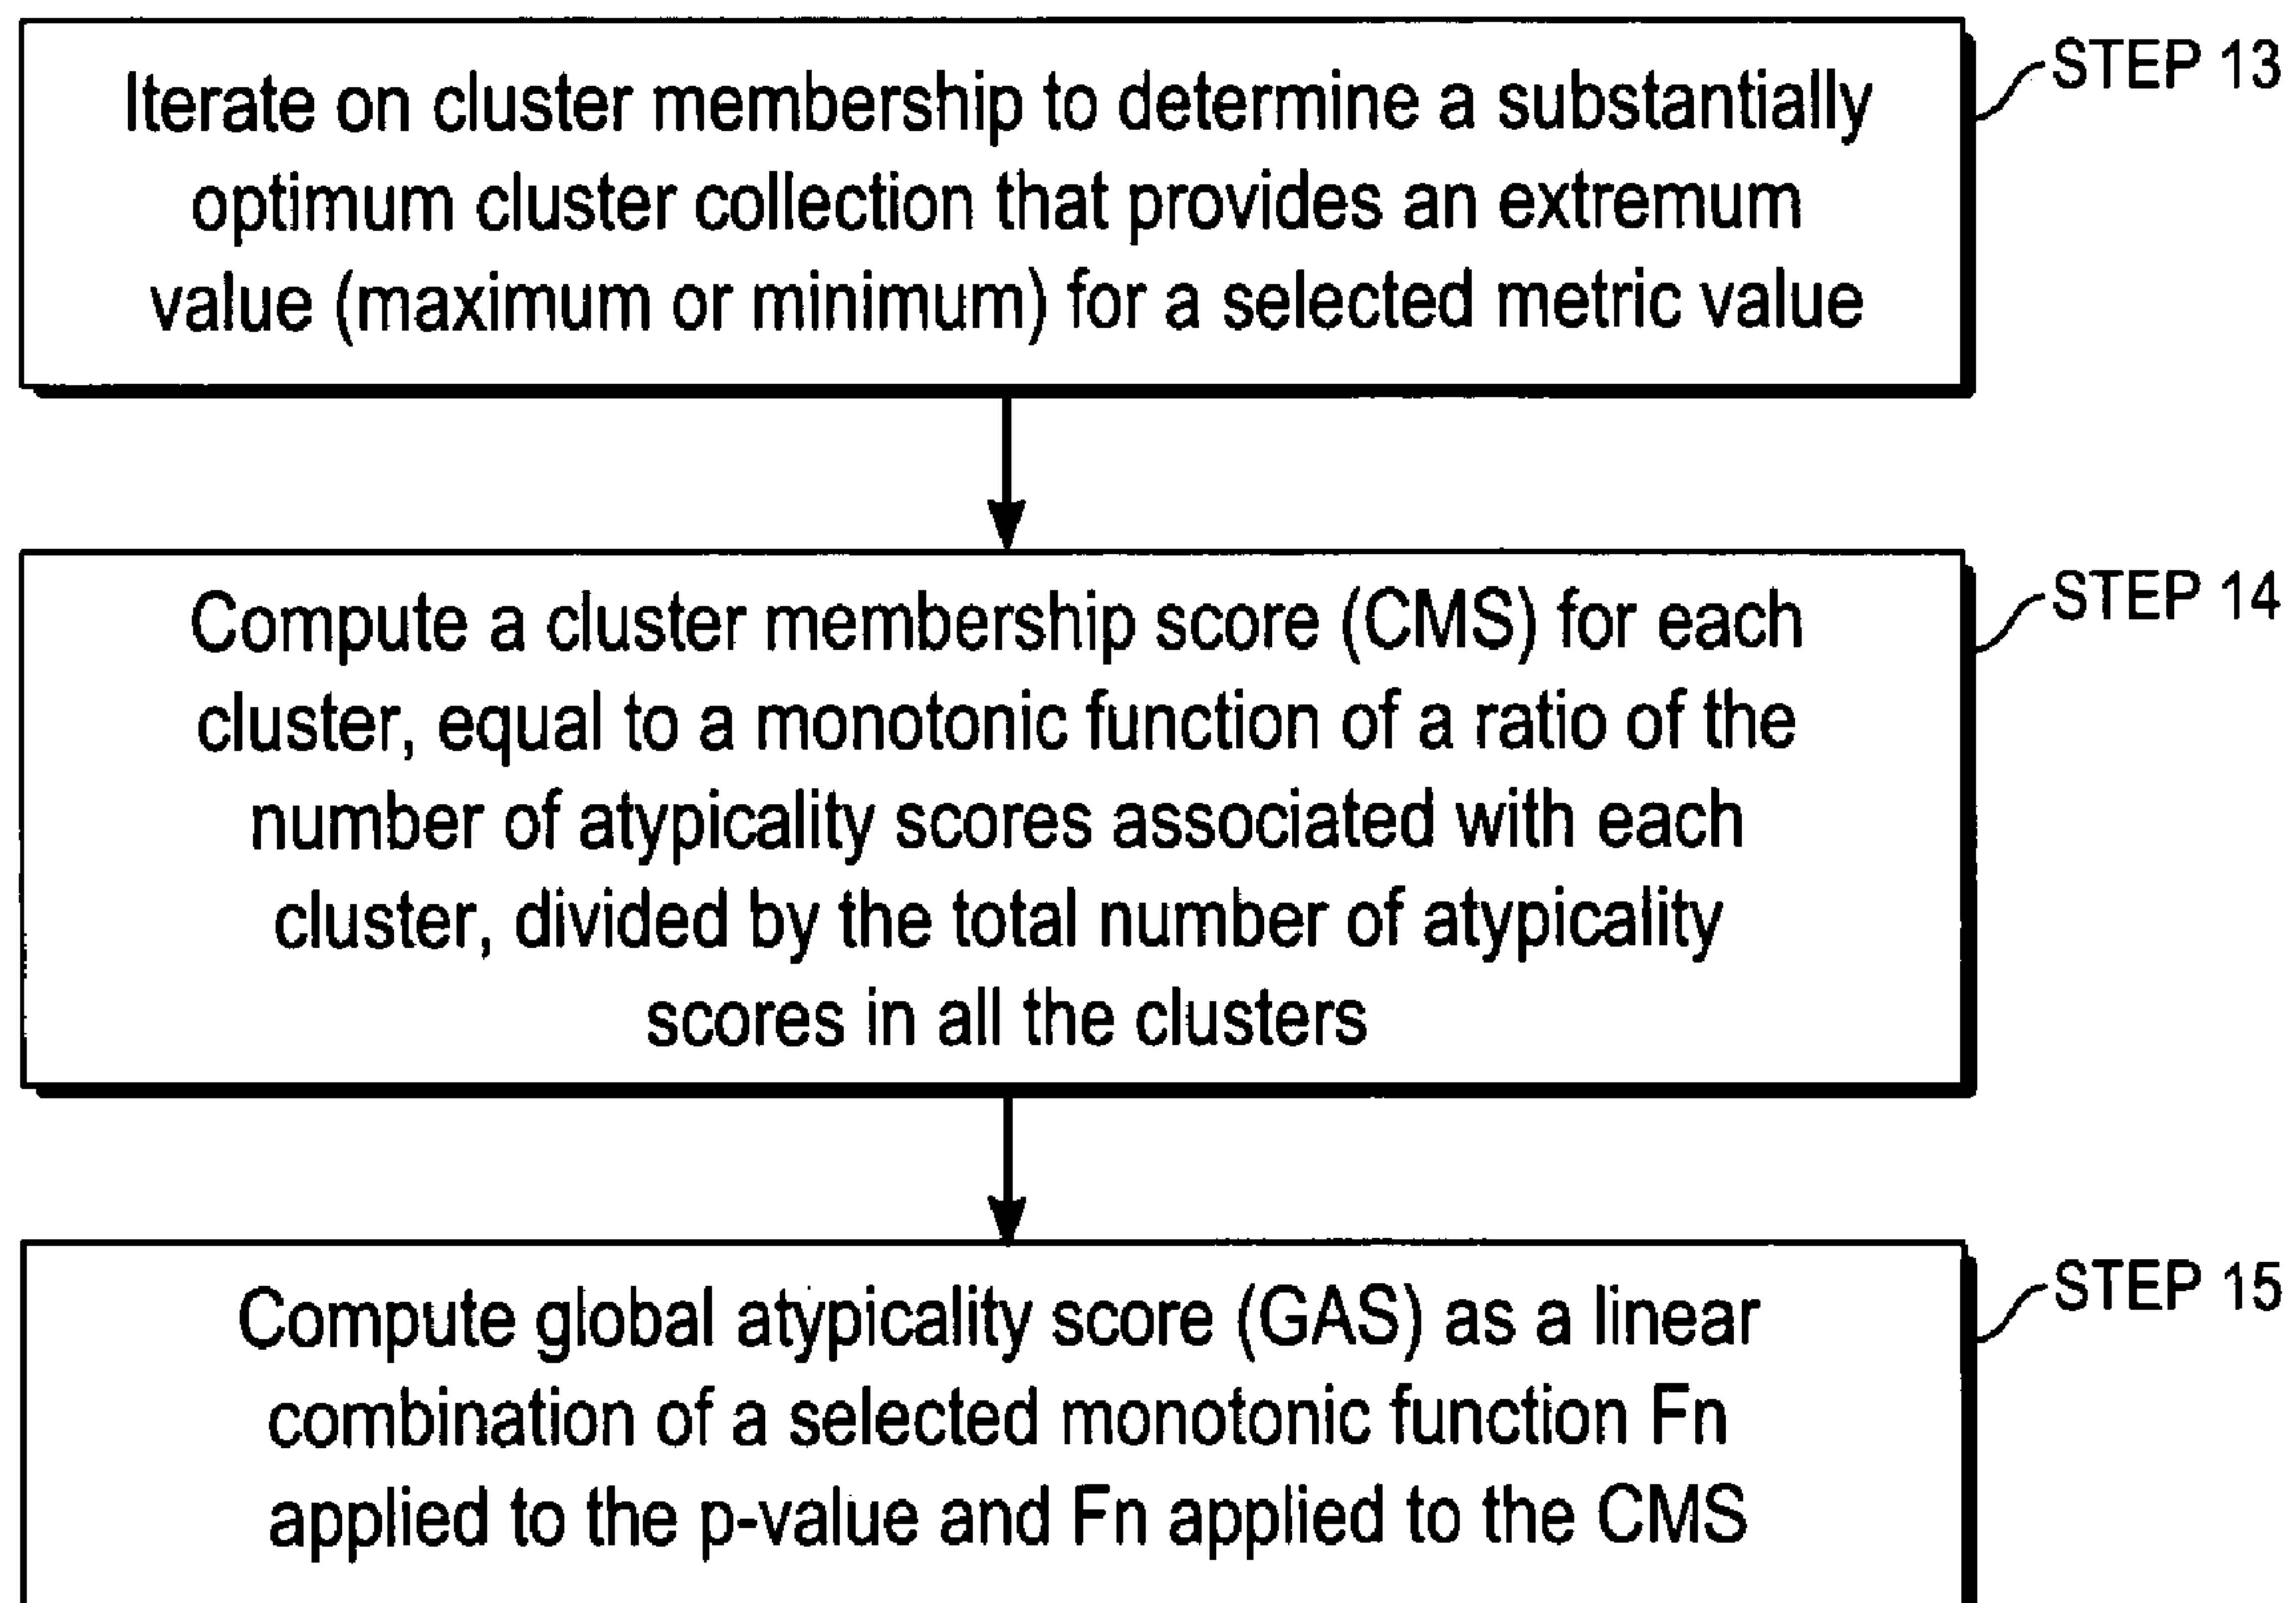 Iterate on cluster membership to determine a substantially
optimum cluster collection that provides an extremum
value (maximum or minimum) for a selected metric value
STEP 13
Compute a cluster membership score (CMS) for each
cluster, equal to a monotonic function of a ratio of the
number of atypicality scores associated with each
cluster, divided by the total number of atypicality
scores in all the clusters
STEP 14
Compute global atypicality score (GAS) as a linear
combination of a selected monotonic function Fn
applied to the p-value and Fn applied to the CMS
STEP 15